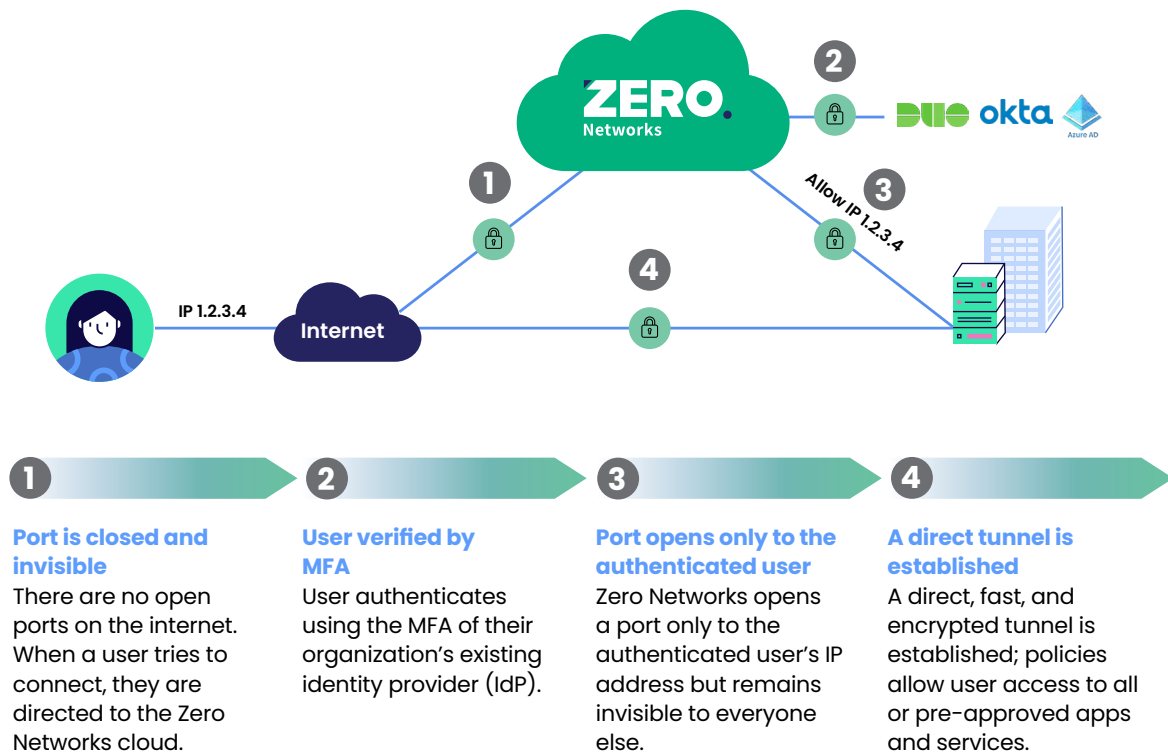 ZERO.
Networks
2
DUO okta
Azure AD
1
Allow IP 1.2.3.4
3
4
IP 1.2.3.4
Internet
1
Port is closed and
invisible
There are no open
ports on the internet.
When a user tries to
connect, they are
directed to the Zero
Networks cloud.
2
User verified by
MFA
User authenticates
using the MFA of their
organization's existing
identity provider (IdP).
3
Port opens only to the
authenticated user
Zero Networks opens
a port only to the
authenticated user's IP
address but remains
invisible to everyone
else.
4
A direct tunnel is
established
A direct, fast, and
encrypted tunnel is
established; policies
allow user access to all
or pre-approved apps
and services.